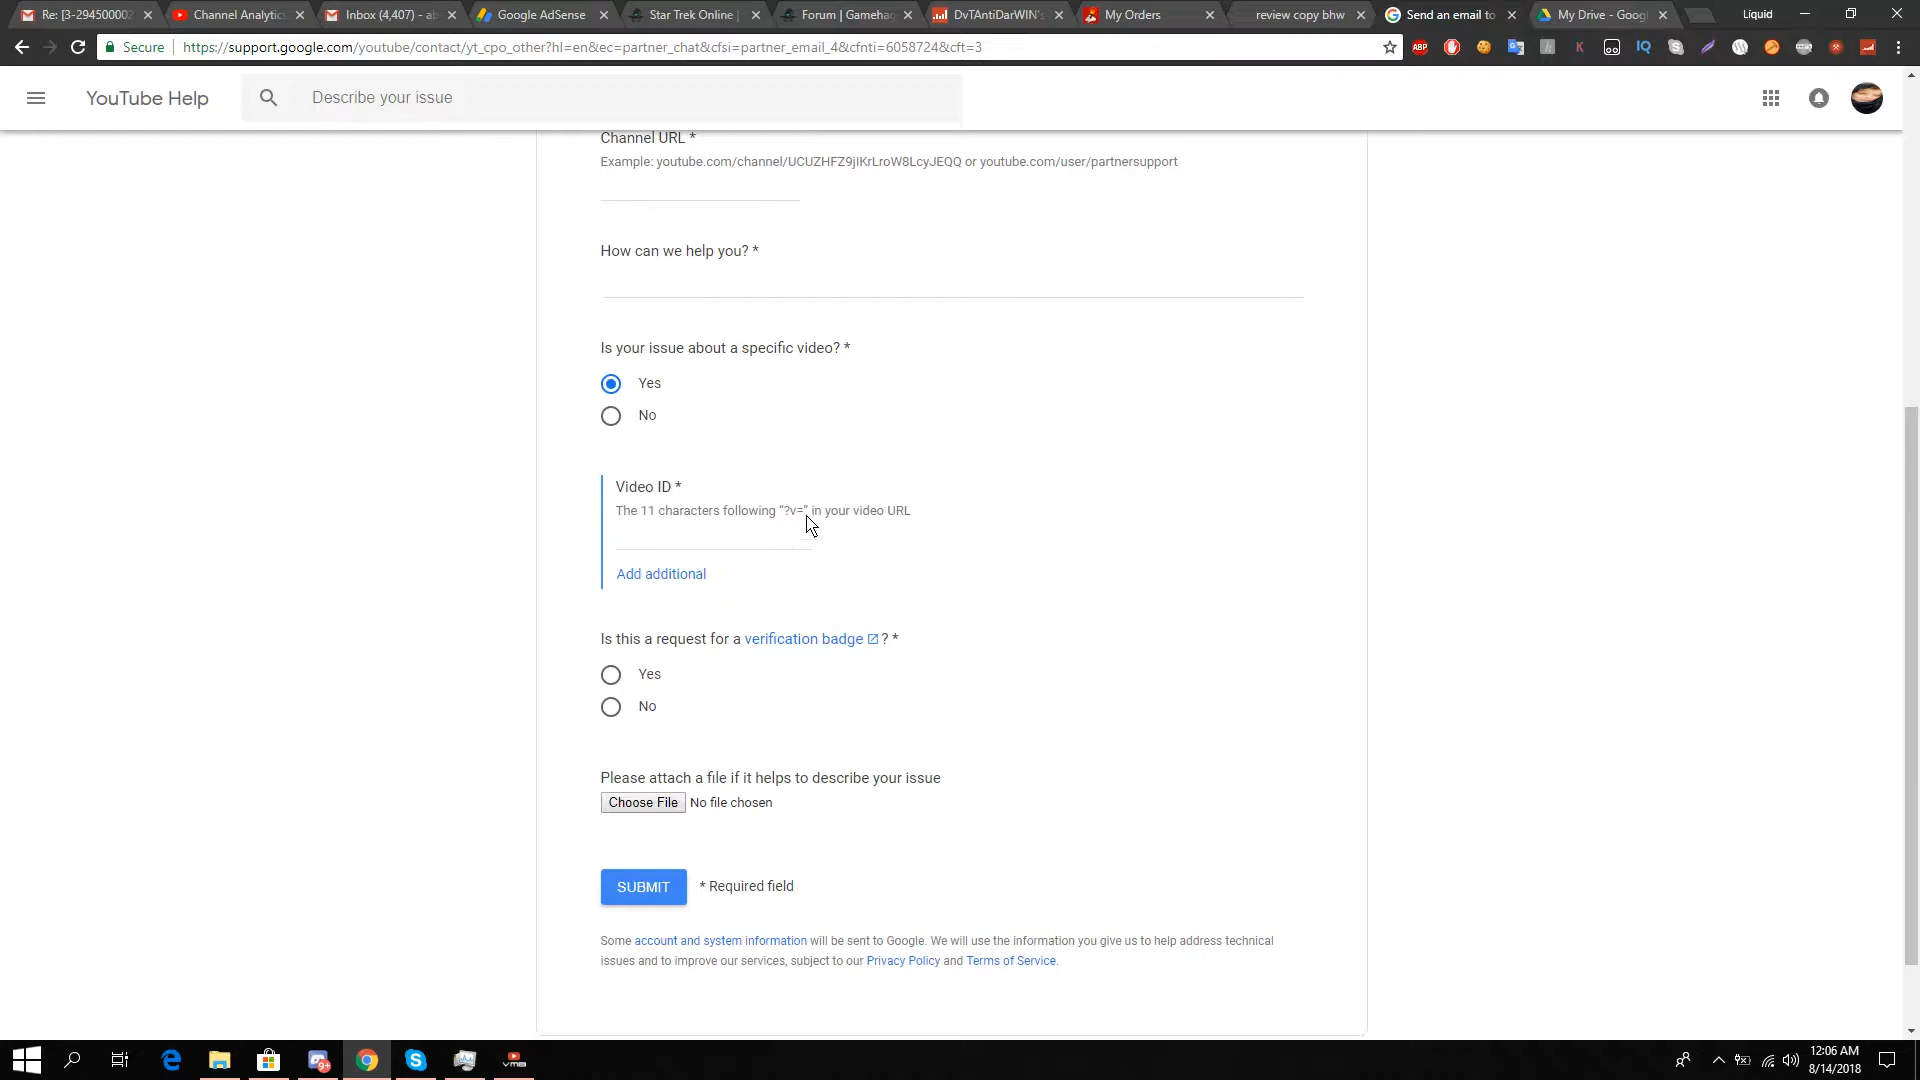 Re: [3-294500002
Channel Analytics
Inbox (4,407) - ab
Google AdSense
Star Trek Online |
Forum | Gamehac
DvTAntiDarWIN's
My Orders
review copy bhw
Send an email to
My Drive - Goog
Liquid
Secure
https://support.google.com/youtube/contact/yt_cpo_other?hl=en&ec=partner_chat&cfsi=partner_email_4&cfnti=6058724&cft=3
ABP
IQ
YouTube Help
Describe your issue
Channel URL *
Example: youtube.com/channel/UCUZHFZ9jIKrLroW8LcyJEQQ or youtube.com/user/partnersupport
How can we help you? *
Is your issue about a specific video? *
Yes
No
Video ID *
The 11 characters following "?v=" in your video URL
Add additional
Is this a request for a verification badge ? *
Yes
No
Please attach a file if it helps to describe your issue
Choose File No file chosen
SUBMIT * Required field
Some account and system information will be sent to Google. We will use the information you give us to help address technical
issues and to improve our services, subject to our Privacy Policy and Terms of Service.
12:06 AM
8/14/2018